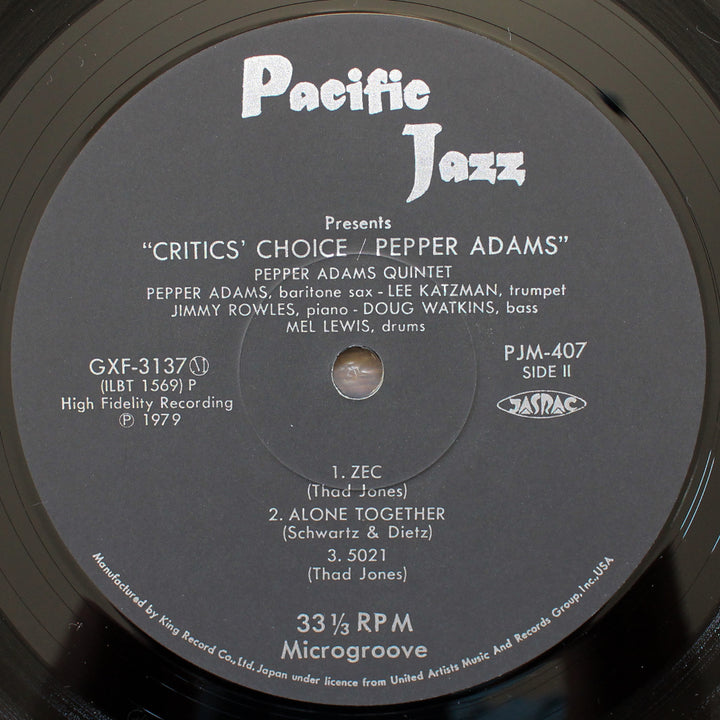 Pacific
Jazz
Presents
"CRITICS' CHOICE / PEPPER ADAMS"
PEPPER ADAMS QUINTET
PEPPER ADAMS, baritone sax - LEE KATZMAN, trumpet
JIMMY ROWLES, piano - DOUG WATKINS, bass
MEL LEWIS, drums
GXF-3137 Ⓜ
(ILBT 1569) P
High Fidelity Recording
Ⓟ 1979
PJM-407
SIDE II
JASRAC
1. ZEC
(Thad Jones)
2. ALONE TOGETHER
(Schwartz & Dietz)
3. 5021
(Thad Jones)
33 1/3 RPM
Microgroove
Manufactured by King Record Co., Ltd. Japan under licence from United Artists Music And Records Group, Inc., USA